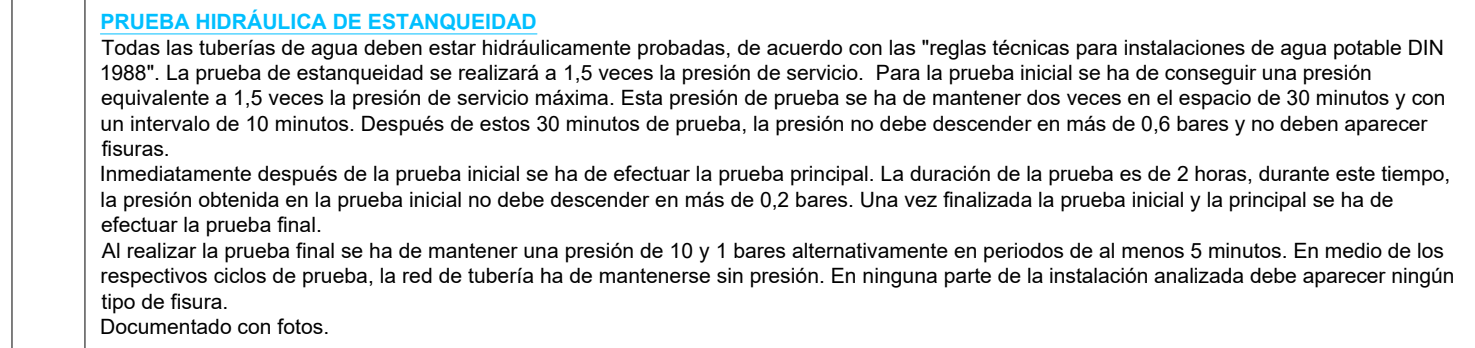 PRUEBA HIDRÁULICA DE ESTANQUEIDAD
Todas las tuberías de agua deben estar hidráulicamente probadas, de acuerdo con las "reglas técnicas para instalaciones de agua potable DIN
1988". La prueba de estanqueidad se realizará a 1,5 veces la presión de servicio.  Para la prueba inicial se ha de conseguir una presión
equivalente a 1,5 veces la presión de servicio máxima. Esta presión de prueba se ha de mantener dos veces en el espacio de 30 minutos y con
un intervalo de 10 minutos. Después de estos 30 minutos de prueba, la presión no debe descender en más de 0,6 bares y no deben aparecer
fisuras.
Inmediatamente después de la prueba inicial se ha de efectuar la prueba principal. La duración de la prueba es de 2 horas, durante este tiempo,
la presión obtenida en la prueba inicial no debe descender en más de 0,2 bares. Una vez finalizada la prueba inicial y la principal se ha de
efectuar la prueba final.
Al realizar la prueba final se ha de mantener una presión de 10 y 1 bares alternativamente en periodos de al menos 5 minutos. En medio de los
respectivos ciclos de prueba, la red de tubería ha de mantenerse sin presión. En ninguna parte de la instalación analizada debe aparecer ningún
tipo de fisura.
Documentado con fotos.